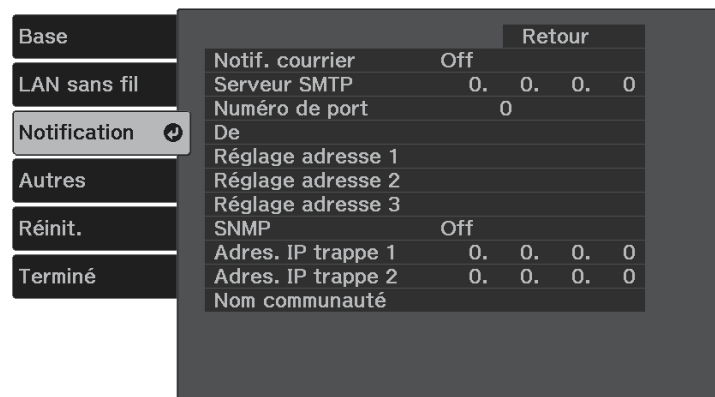 Base
LAN sans fil
Notification
Autres
Réinit.
Terminé
Retour
Notif. courrier Off
Serveur SMTP 0. 0. 0. 0
Numéro de port 0
De
Réglage adresse 1
Réglage adresse 2
Réglage adresse 3
SNMP Off
Adres. IP trappe 1 0. 0. 0. 0
Adres. IP trappe 2 0. 0. 0. 0
Nom communauté